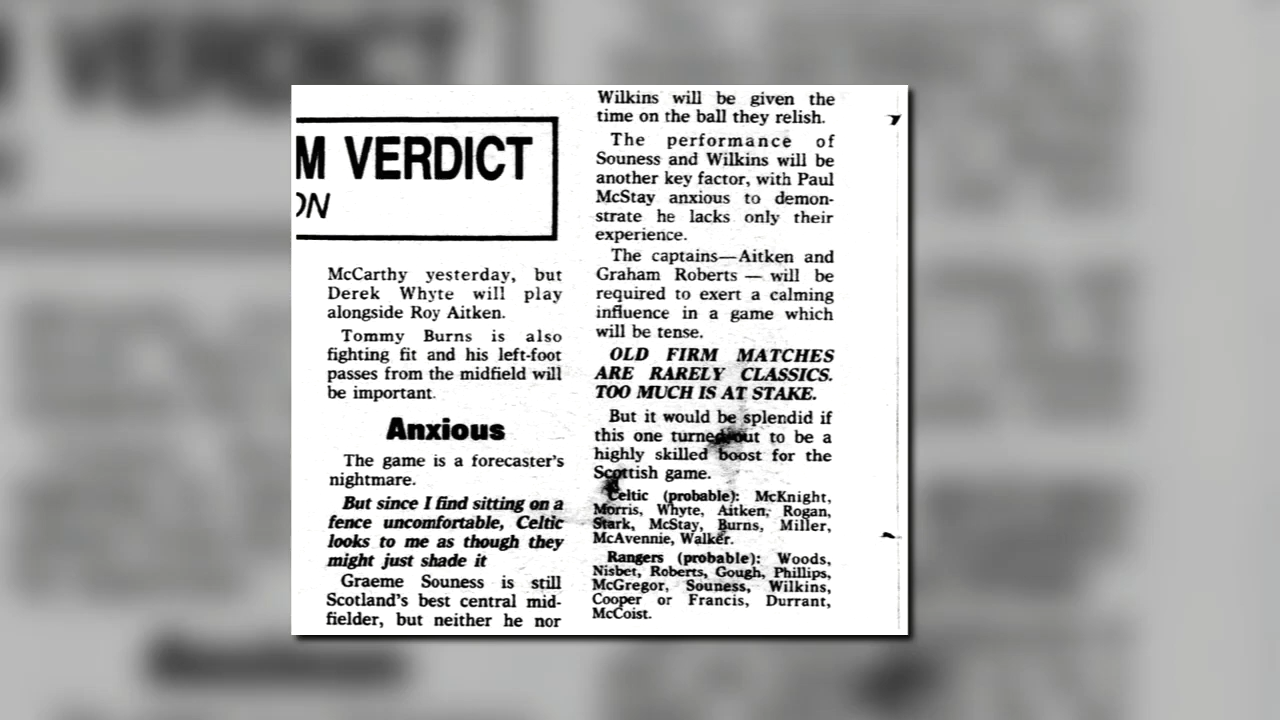 M VERDICT
ON
McCarthy yesterday, but
Derek Whyte will play
alongside Roy Aitken.
Tommy Burns is also
fighting fit and his left-foot
passes from the midfield will
be important.
Anxious
The game is a forecaster's
nightmare.
But since I find sitting on a
fence uncomfortable, Celtic
looks to me as though they
might just shade it
Graeme Souness is still
Scotland's best central mid-
fielder, but neither he nor
Wilkins will be given the
time on the ball they relish.
The performance of
Souness and Wilkins will be
another key factor, with Paul
McStay anxious to demon-
strate he lacks only their
experience.
The captains—Aitken and
Graham Roberts — will be
required to exert a calming
influence in a game which
will be tense.
OLD FIRM MATCHES
ARE RARELY CLASSICS.
TOO MUCH IS AT STAKE.
But it would be splendid if
this one turned out to be a
highly skilled boost for the
Scottish game.
Celtic (probable): McKnight,
Morris, Whyte, Aitken, Rogan,
Stark, McStay, Burns, Miller,
McAvennie, Walker.
Rangers (probable): Woods,
Nisbet, Roberts, Gough, Phillips,
McGregor, Souness, Wilkins,
Cooper or Francis, Durrant,
McCoist.